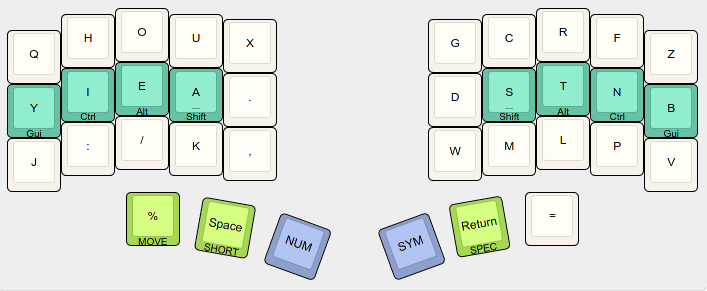 Q H O U X G C R F Z
Y I E A . D S T N B
Gui Ctrl Alt Shift Shift Alt Ctrl Gui
J : / K , W M L P V
% Space NUM SYM Return =
MOVE SHORT SPEC